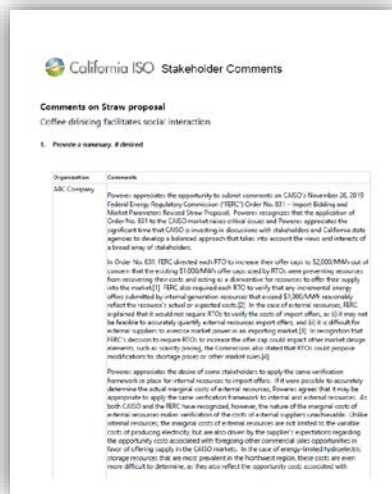 California ISO Stakeholder Comments
Comments on Straw proposal
Coffee drinking facilitates social interaction
1. Provide a summary, if desired
Organization Comments
ABC Company
Powerex appreciates the opportunity to submit comments on CAISO's November 26, 2019
Federal Energy Regulatory Commission ("FERC") Order No. 831 – Import Bidding and
Market Parameters Revised Straw Proposal. Powerex recognizes that the application of
Order No. 831 to the CAISO market raises critical issues and Powerex appreciates the
significant time that CAISO is investing in discussions with stakeholders and California state
agencies to develop a balanced approach that takes into account the views and interests of
a broad array of stakeholders.
In Order No. 831, FERC directed each RTO to increase their offer caps to $2,000/MWh out of
concern that the existing $1,000/MWh offer caps used by RTOs were preventing resources
from recovering their costs and acting as a disincentive for resources to offer their supply
into the market.[1] FERC also required each RTO to verify that any incremental energy
offers submitted by internal generation resources that exceed $1,000/MWh reasonably
reflect the resource's actual or expected costs.[2] In the case of external resources, FERC
explained that it would not require RTOs to verify the costs of import offers, as (i) it may not
be feasible to accurately quantify external resources import offers, and (ii) it is difficult for
external suppliers to exercise market power in an importing market.[3] In recognition that
FERC's decision to require RTOs to increase the offer cap could impact other market design
elements, such as scarcity pricing, the Commission also stated that RTOs could propose
modifications to shortage prices or other market rules.[4]
Powerex appreciates the desire of some stakeholders to apply the same verification
framework in place for internal resources to import offers. If it were possible to accurately
determine the actual marginal costs of external resources, Powerex agrees that it may be
appropriate to apply the same verification framework to internal and external resources. As
both CAISO and the FERC have recognized, however, the nature of the marginal costs of
external resources makes verification of the costs of external suppliers unachievable. Unlike
internal resources, the marginal costs of external resources are not limited to the variable
costs of producing electricity, but are also driven by the supplier's expectations regarding
the opportunity costs associated with foregoing other commercial sales opportunities in
favor of offering supply in the CAISO markets. In the case of energy-limited hydroelectric
storage resources that are most prevalent in the Northwest region, these costs are even
more difficult to determine, as they also reflect the opportunity costs associated with